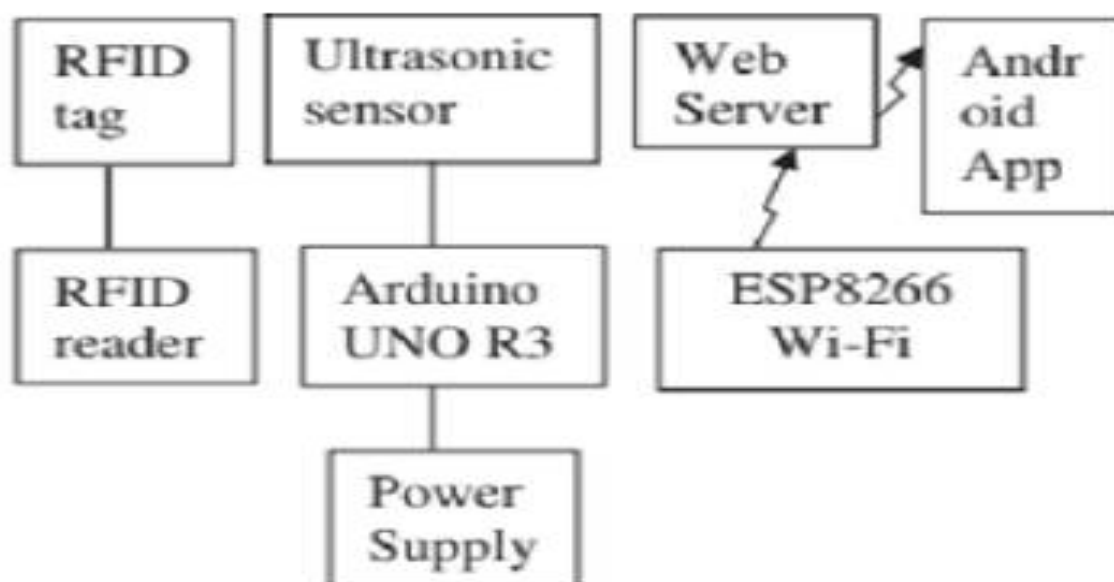 RFID
tag
Ultrasonic
sensor
Web
Server
Andr
oid
App
RFID
reader
Arduino
UNO R3
ESP8266
Wi-Fi
Power
Supply